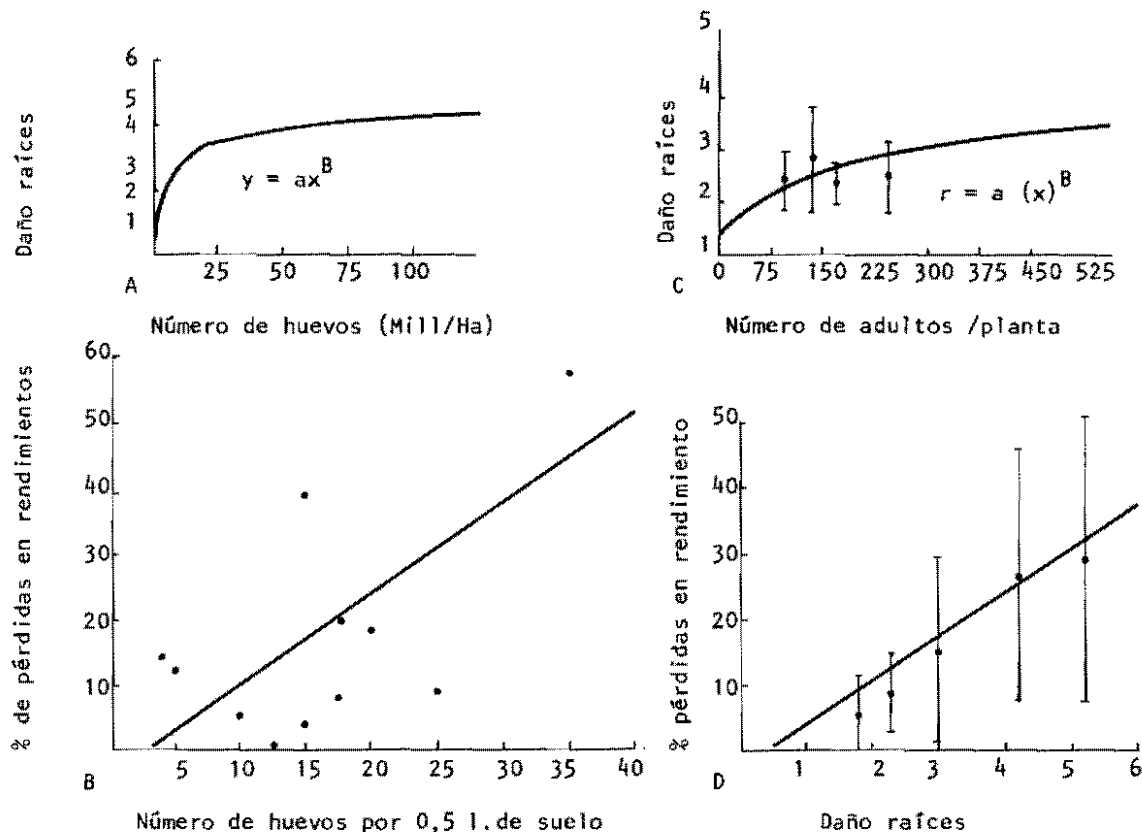 Daño raíces
6
5
4
3
2
1
y = ax^B
25 50 75 100
A
Número de huevos (Mill/Ha)
Daño raíces
5
4
3
2
1
r = a (x)^B
0 75 150 225 300 375 450 525
C
Número de adultos /planta
% de pérdidas en rendimientos
60
50
40
30
20
10
5 10 15 20 25 30 35 40
B
Número de huevos por 0,5 l. de suelo
% pérdidas en rendimiento
50
40
30
20
10
1 2 3 4 5 6
D
Daño raíces